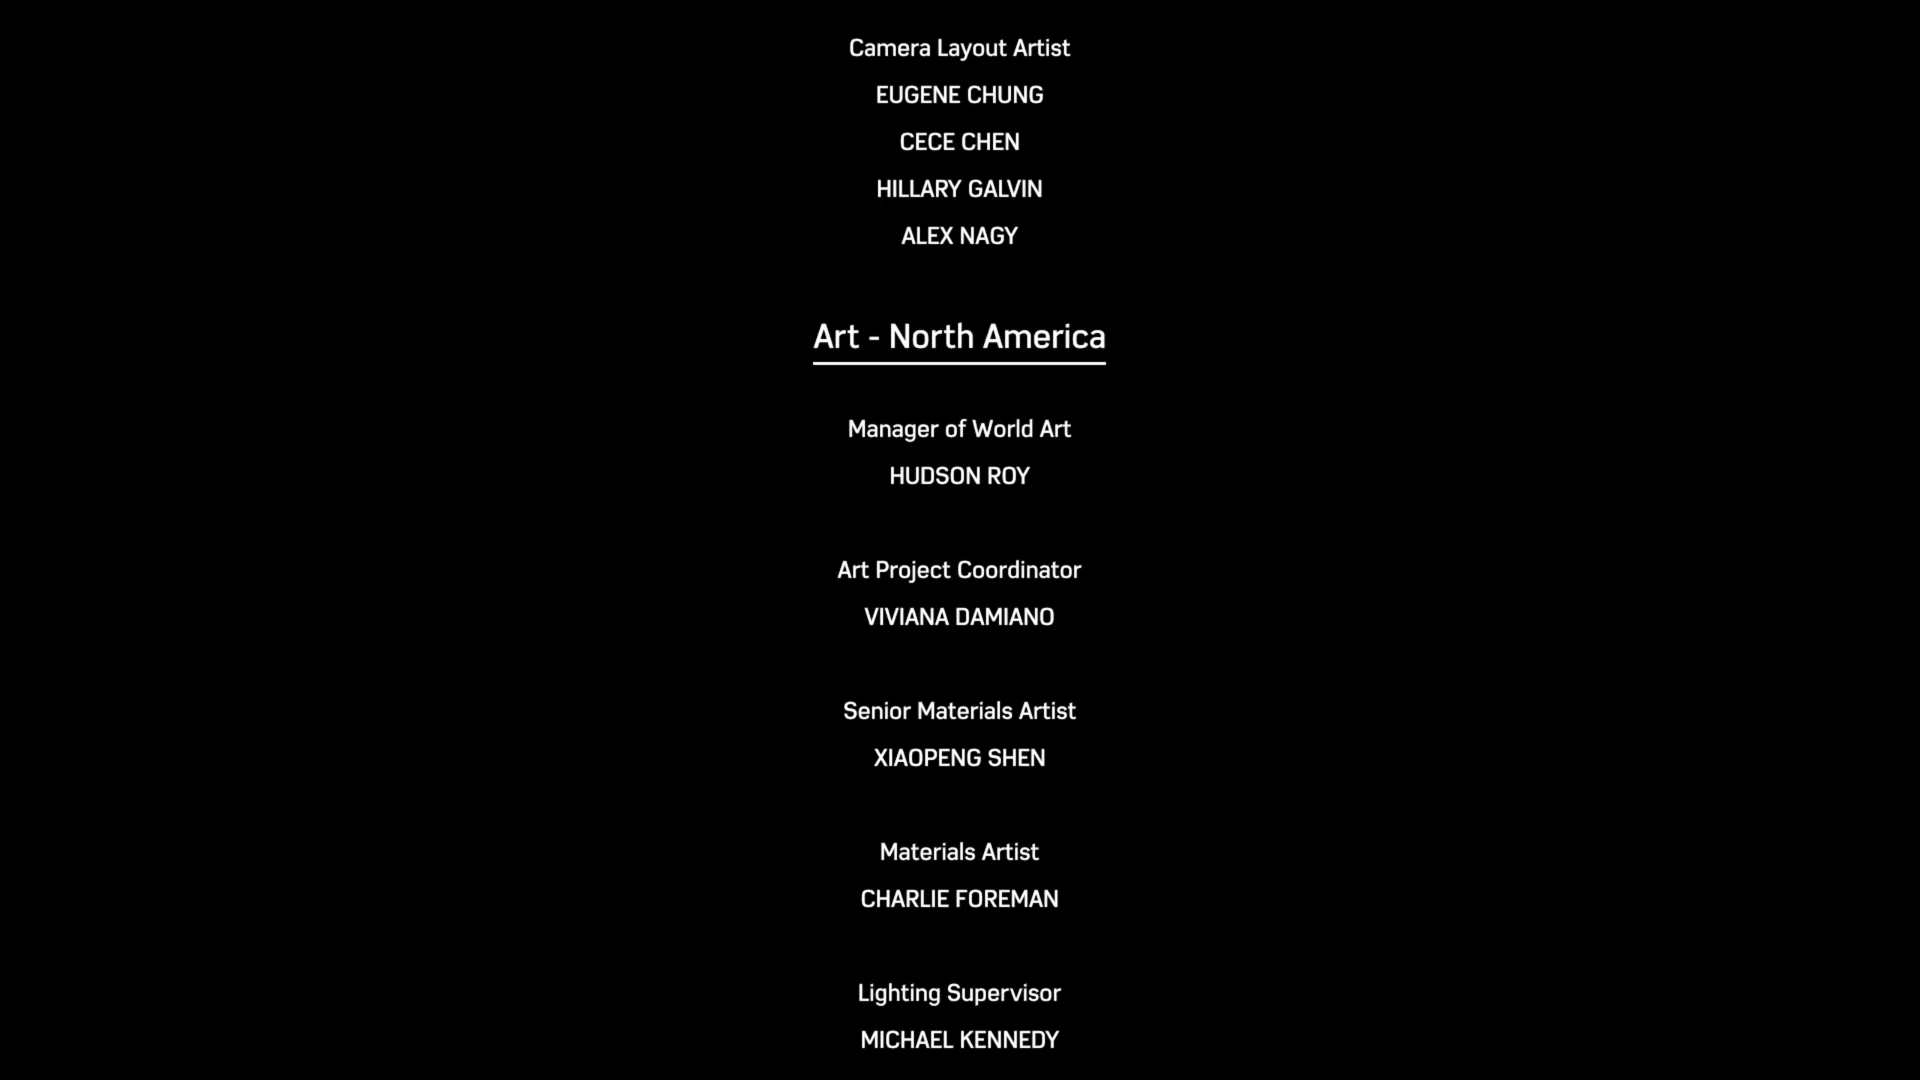 Camera Layout Artist
EUGENE CHUNG
CECE CHEN
HILLARY GALVIN
ALEX NAGY
Art - North America
Manager of World Art
HUDSON ROY
Art Project Coordinator
VIVIANA DAMIANO
Senior Materials Artist
XIAOPENG SHEN
Materials Artist
CHARLIE FOREMAN
Lighting Supervisor
MICHAEL KENNEDY